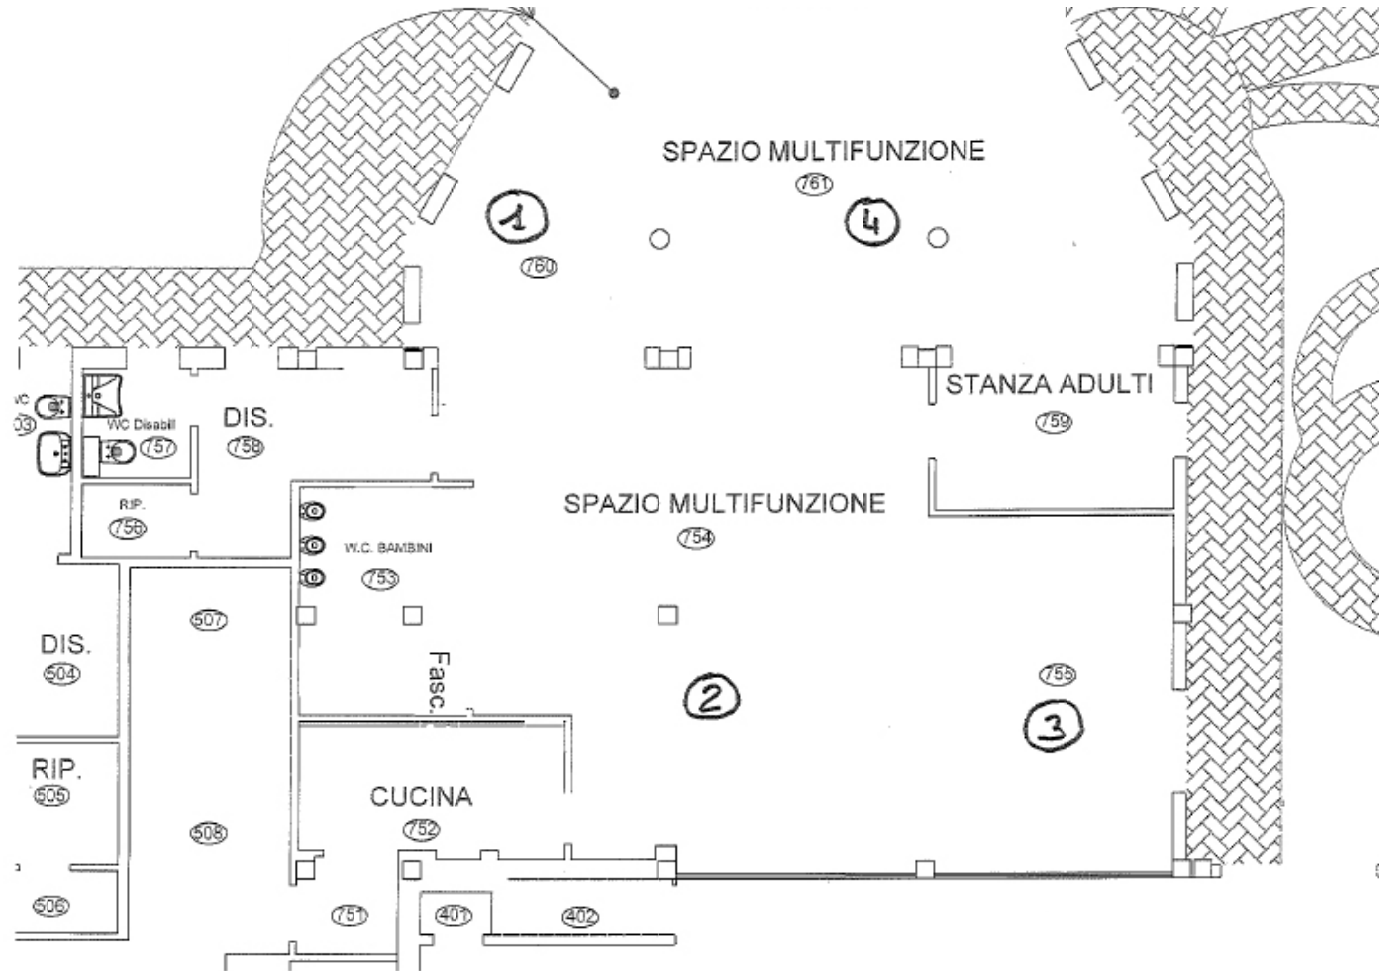 SPAZIO MULTIFUNZIONE
761
1
4
760
STANZA ADULTI
759
WC Disabili
757
DIS.
758
SPAZIO MULTIFUNZIONE
754
RIP.
756
W.C. BAMBINI
753
507
DIS.
504
Fasc.
755
2
3
RIP.
505
CUCINA
752
508
506
751
401
402